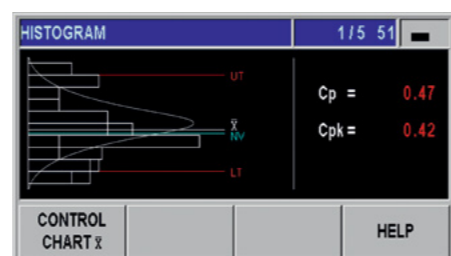 HISTOGRAM 1/5 51
UT
Cp = 0.47
X̄
NV
Cpk = 0.42
LT
CONTROL CHART X̄
HELP